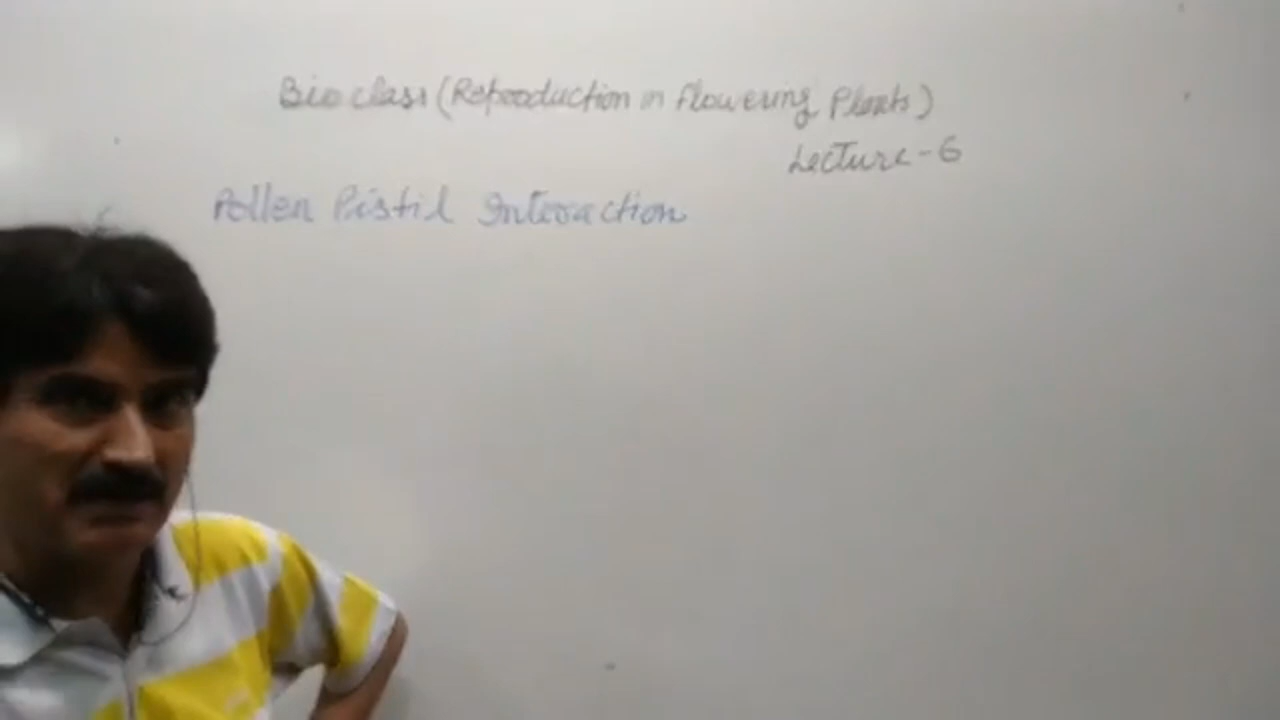 Bio class (Reproduction in Flowering Plants)
Lecture-6
Pollen Pistil Interaction